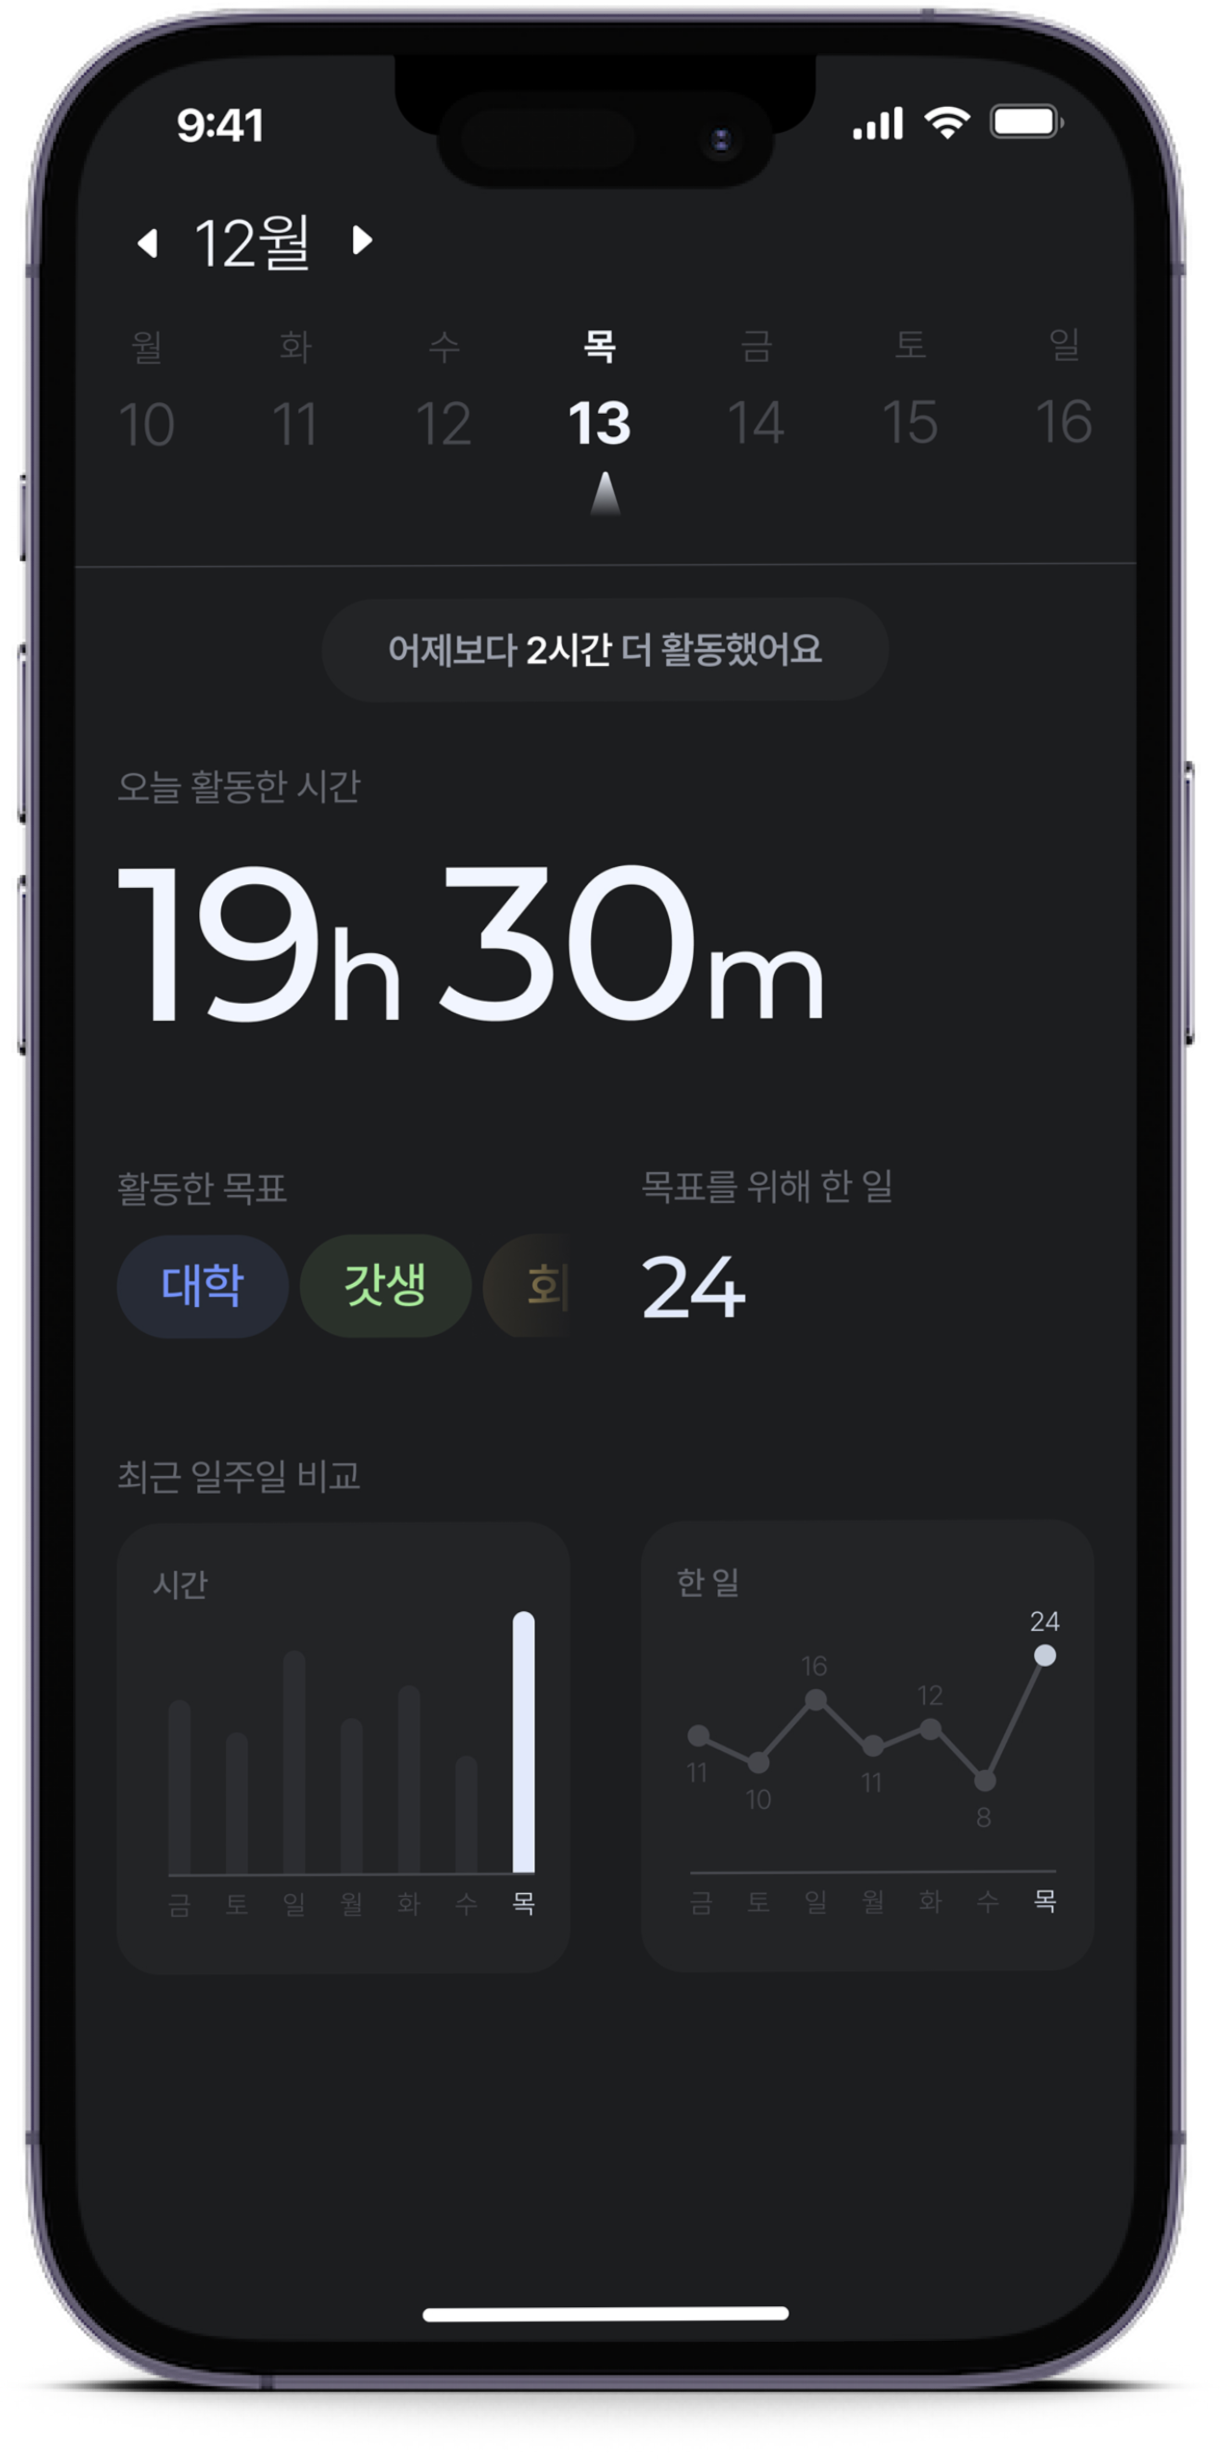 9:41
12월
월 화 수 목 금 토 일
10 11 12 13 14 15 16
어제보다 2시간 더 활동했어요
오늘 활동한 시간
19h 30m
활동한 목표
대학 갓생 회
목표를 위해 한 일
24
최근 일주일 비교
시간
금 토 일 월 화 수 목
한 일
11 10 16 11 12 8 24
금 토 일 월 화 수 목